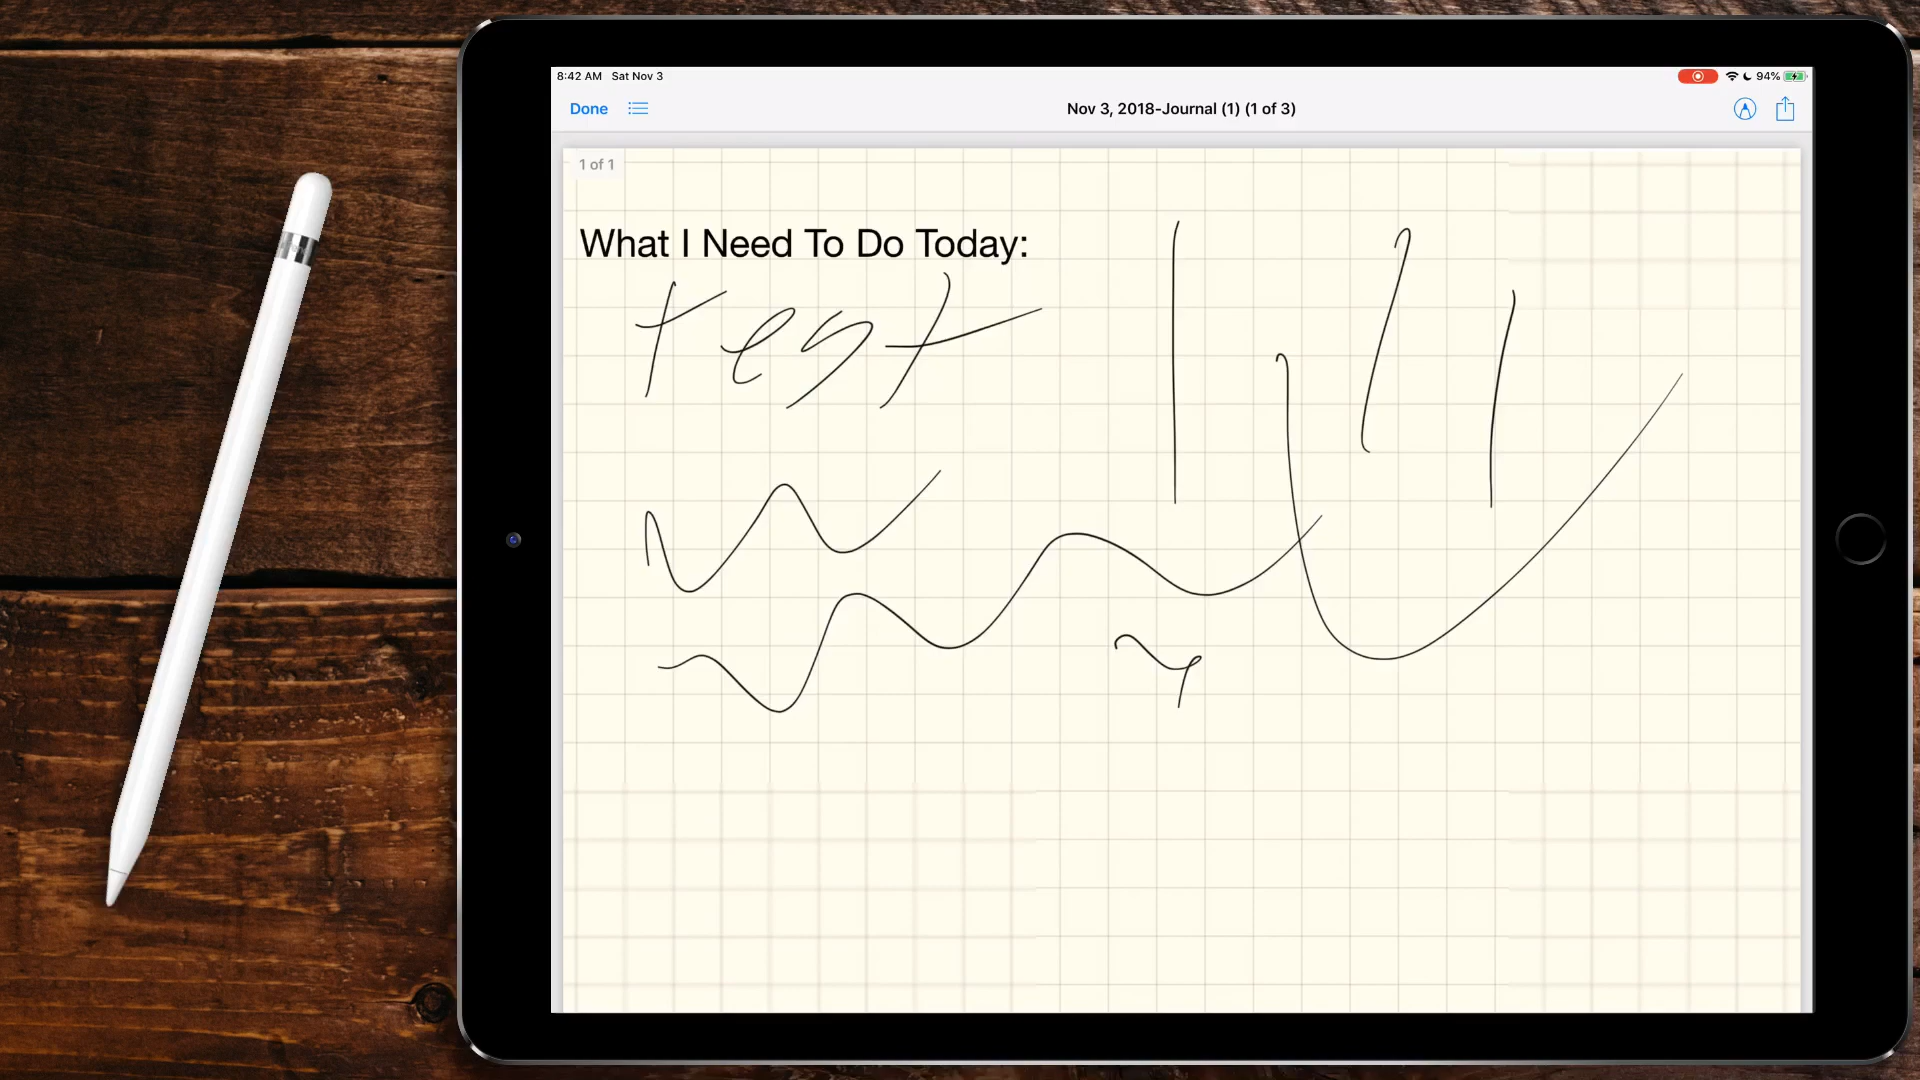 8:42 AM Sat Nov 3 94%
Done Nov 3, 2018-Journal (1) (1 of 3)
1 of 1
What I Need To Do Today:
test